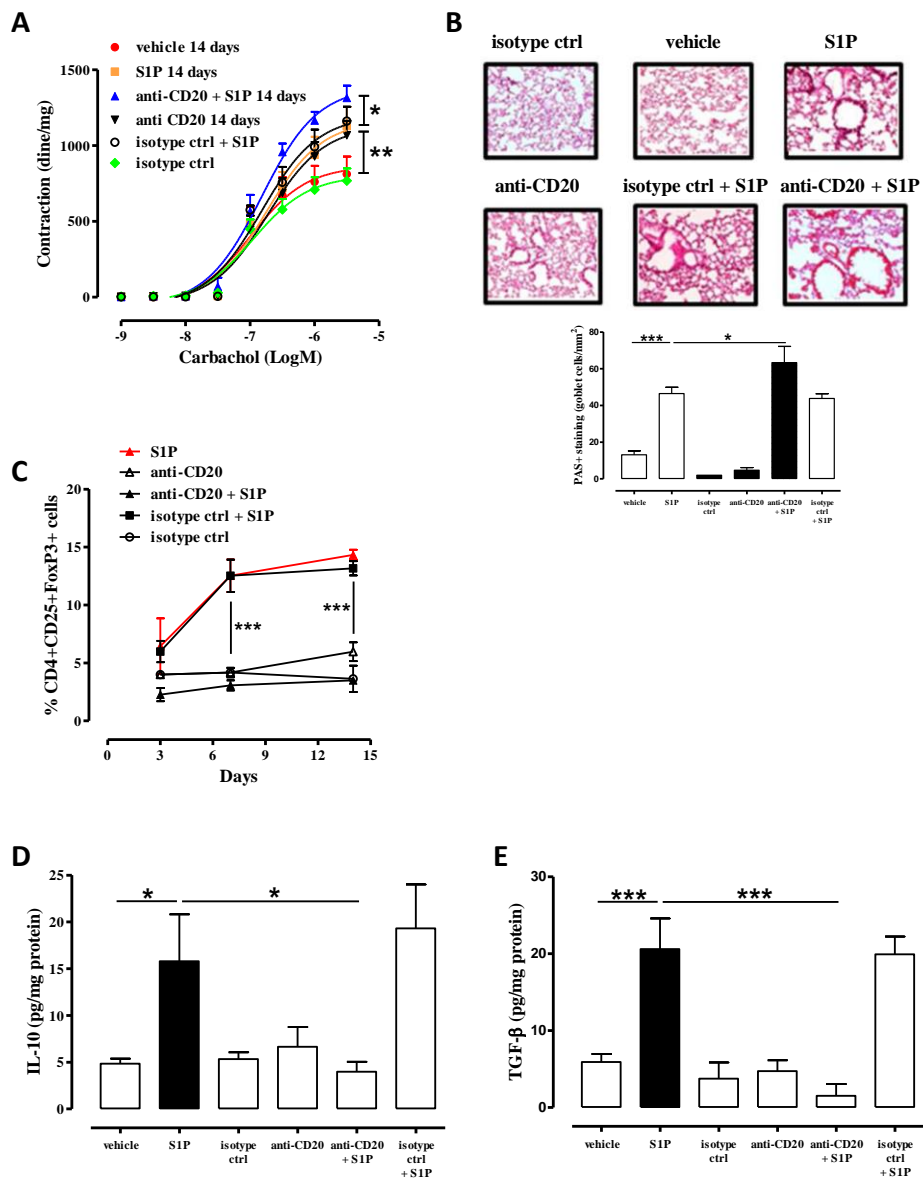 A
vehicle 14 days
S1P 14 days
anti-CD20 + S1P 14 days
anti CD20 14 days
isotype ctrl + S1P
isotype ctrl
*
**
1500
1000
500
0
Contraction (dine/mg)
-9 -8 -7 -6 -5
Carbachol (LogM)
B
isotype ctrl vehicle S1P
anti-CD20 isotype ctrl + S1P anti-CD20 + S1P
80
60
40
20
0
PAS+ staining (goblet cells/mm2)
*** *
vehicle S1P isotype anti-CD20 anti-CD20 isotype
ctrl + S1P ctrl
+ S1P
C
S1P
anti-CD20
anti-CD20 + S1P
isotype ctrl + S1P
isotype ctrl
20
15
10
5
0
% CD4+CD25+FoxP3+ cells
***
***
0 3 6 9 12 15
Days
D
25
20
15
10
5
0
IL-10 (pg/mg protein)
* *
vehicle S1P isotype anti-CD20 anti-CD20 isotype
ctrl + S1P ctrl
+ S1P
E
30
20
10
0
TGF-β (pg/mg protein)
*** ***
vehicle S1P isotype anti-CD20 anti-CD20 isotype
ctrl + S1P ctrl
+ S1P